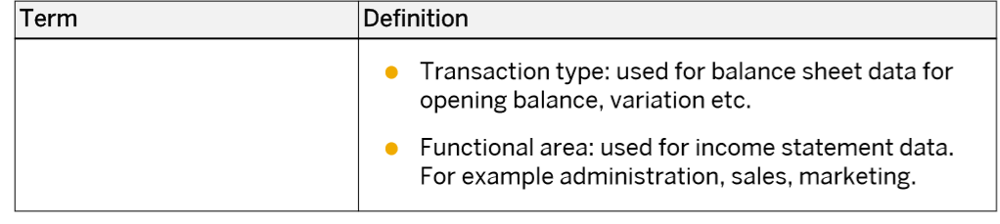 Term Definition
Transaction type: used for balance sheet data for
opening balance, variation etc.
Functional area: used for income statement data.
For example administration, sales, marketing.